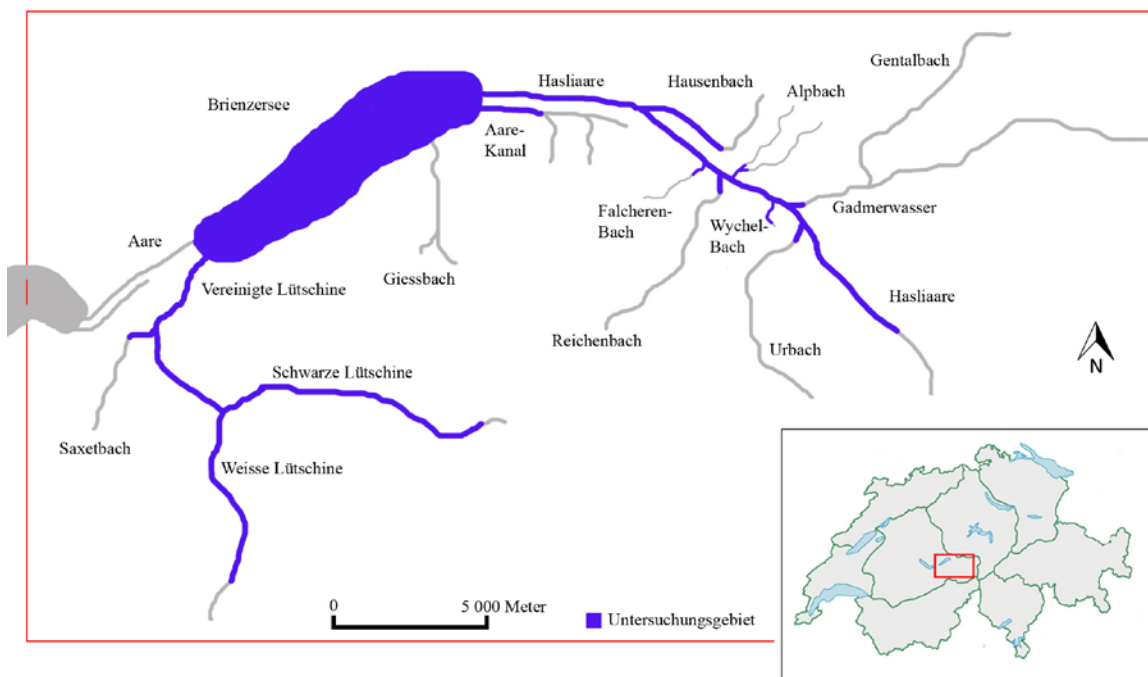 Gentalbach
Hasliaare
Hausenbach
Alpbach
Brienzersee
Aare-
Kanal
Falcheren-
Bach
Wychel-
Bach
Gadmerwasser
Aare
Giessbach
Vereinigte Lütschine
Hasliaare
Reichenbach
Urbach
N
Schwarze Lütschine
Saxetbach
Weisse Lütschine
0
5 000 Meter
Untersuchungsgebiet